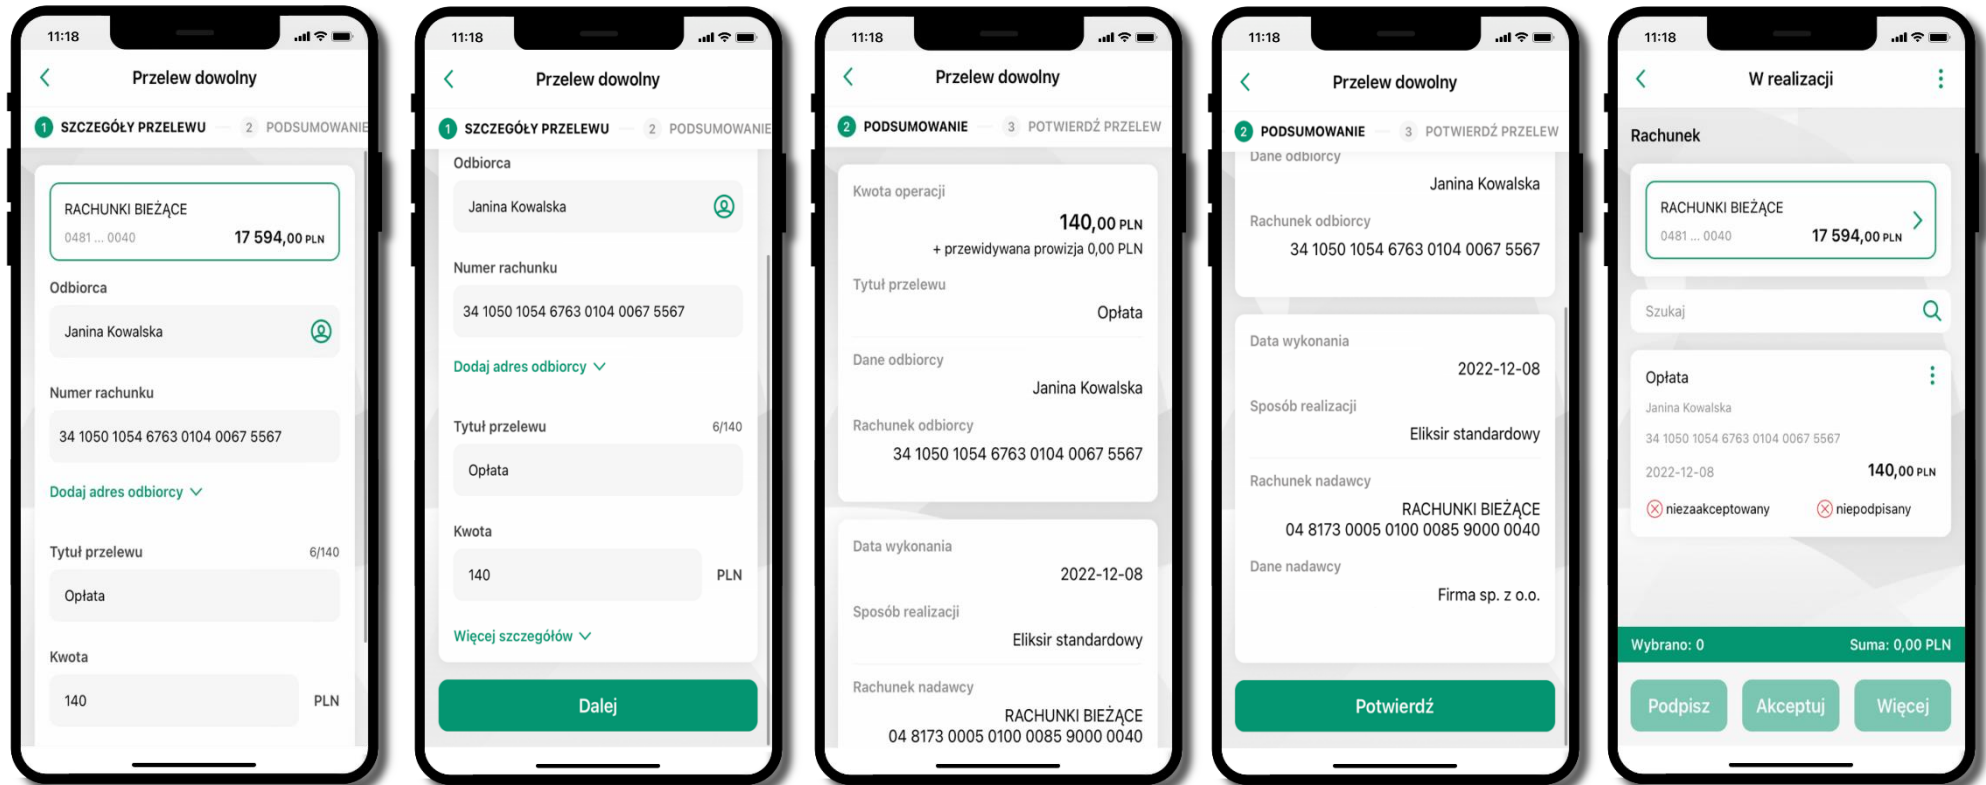 11:18
Przelew dowolny
1 SZCZEGÓŁY PRZELEWU 2 PODSUMOWANIE
RACHUNKI BIEŻĄCE
0481 ... 0040 17 594,00 PLN
Odbiorca
Janina Kowalska
Numer rachunku
34 1050 1054 6763 0104 0067 5567
Dodaj adres odbiorcy
Tytuł przelewu 6/140
Opłata
Kwota
140 PLN
11:18
Przelew dowolny
1 SZCZEGÓŁY PRZELEWU 2 PODSUMOWANIE
Odbiorca
Janina Kowalska
Numer rachunku
34 1050 1054 6763 0104 0067 5567
Dodaj adres odbiorcy
Tytuł przelewu 6/140
Opłata
Kwota
140 PLN
Więcej szczegółów
Dalej
11:18
Przelew dowolny
2 PODSUMOWANIE 3 POTWIERDŹ PRZELEW
Kwota operacji
140,00 PLN
+ przewidywana prowizja 0,00 PLN
Tytuł przelewu
Opłata
Dane odbiorcy
Janina Kowalska
Rachunek odbiorcy
34 1050 1054 6763 0104 0067 5567
Data wykonania
2022-12-08
Sposób realizacji
Eliksir standardowy
Rachunek nadawcy
RACHUNKI BIEŻĄCE
04 8173 0005 0100 0085 9000 0040
11:18
Przelew dowolny
2 PODSUMOWANIE 3 POTWIERDŹ PRZELEW
Dane odbiorcy
Janina Kowalska
Rachunek odbiorcy
34 1050 1054 6763 0104 0067 5567
Data wykonania
2022-12-08
Sposób realizacji
Eliksir standardowy
Rachunek nadawcy
RACHUNKI BIEŻĄCE
04 8173 0005 0100 0085 9000 0040
Dane nadawcy
Firma sp. z o.o.
Potwierdź
11:18
W realizacji
Rachunek
RACHUNKI BIEŻĄCE
0481 ... 0040 17 594,00 PLN
Szukaj
Opłata
Janina Kowalska
34 1050 1054 6763 0104 0067 5567
2022-12-08 140,00 PLN
niezaakceptowany niepodpisany
Wybrano: 0 Suma: 0,00 PLN
Podpisz Akceptuj Więcej